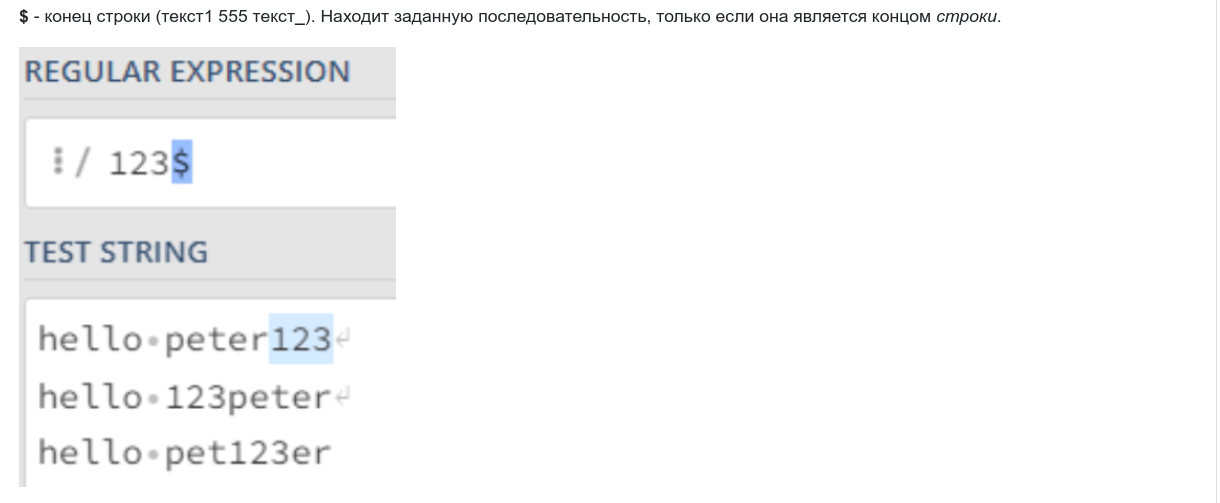 $ - конец строки (текст1 555 текст_). Находит заданную последовательность, только если она является концом строки.
REGULAR EXPRESSION
⋮/ 123$
TEST STRING
hello·peter123↵
hello·123peter↵
hello·pet123er